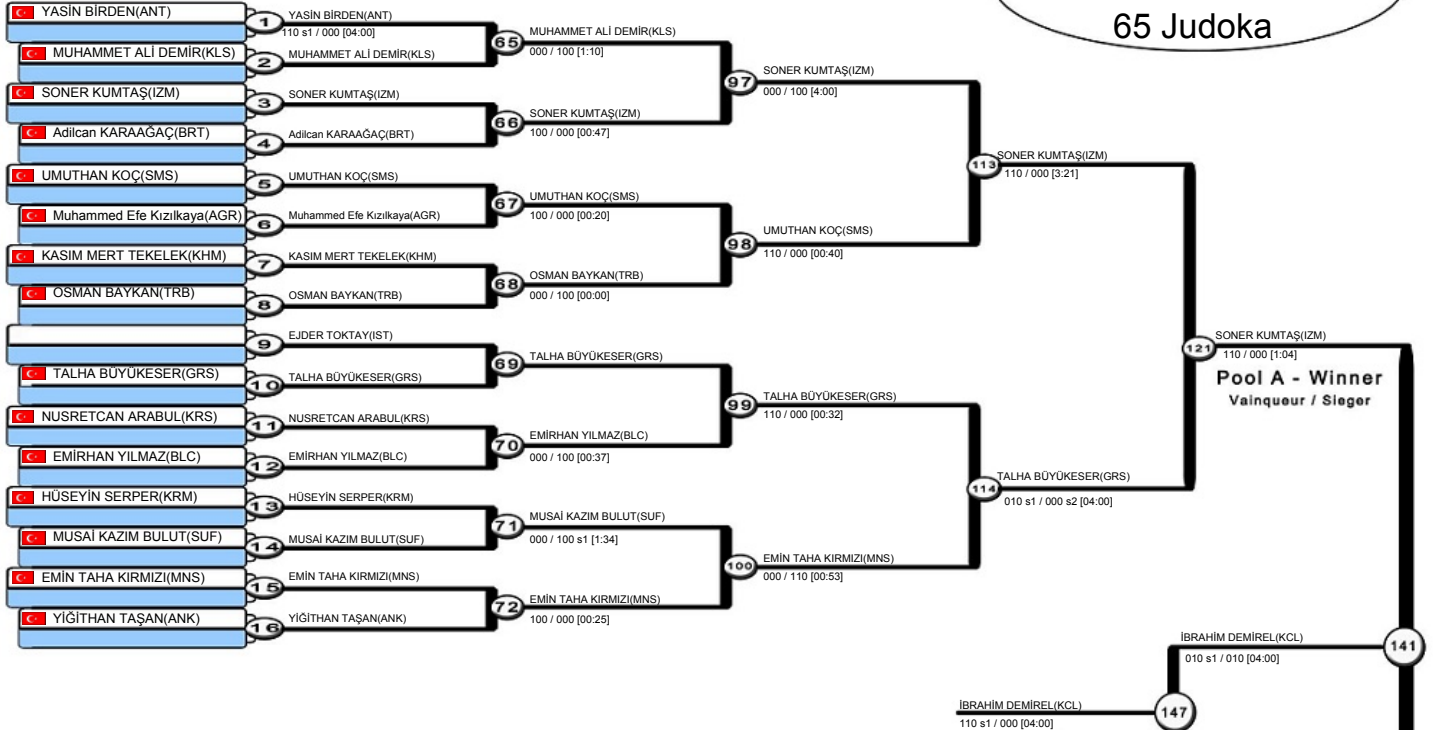 65 Judoka
YASİN BİRDEN(ANT)
MUHAMMET ALİ DEMİR(KLS)
SONER KUMTAŞ(IZM)
Adilcan KARAAĞAÇ(BRT)
UMUTHAN KOÇ(SMS)
Muhammed Efe Kızılkaya(AGR)
KASIM MERT TEKELEK(KHM)
OSMAN BAYKAN(TRB)
TALHA BÜYÜKESER(GRS)
NUSRETCAN ARABUL(KRS)
EMİRHAN YILMAZ(BLC)
HÜSEYİN SERPER(KRM)
MUSAİ KAZIM BULUT(SUF)
EMİN TAHA KIRMIZI(MNS)
YİĞİTHAN TAŞAN(ANK)
1 YASİN BİRDEN(ANT)
110 s1 / 000 [04:00]
2 MUHAMMET ALİ DEMİR(KLS)
3 SONER KUMTAŞ(IZM)
4 Adilcan KARAAĞAÇ(BRT)
5 UMUTHAN KOÇ(SMS)
6 Muhammed Efe Kızılkaya(AGR)
7 KASIM MERT TEKELEK(KHM)
8 OSMAN BAYKAN(TRB)
9 EJDER TOKTAY(IST)
10 TALHA BÜYÜKESER(GRS)
11 NUSRETCAN ARABUL(KRS)
12 EMİRHAN YILMAZ(BLC)
13 HÜSEYİN SERPER(KRM)
14 MUSAİ KAZIM BULUT(SUF)
15 EMİN TAHA KIRMIZI(MNS)
16 YİĞİTHAN TAŞAN(ANK)
65 MUHAMMET ALİ DEMİR(KLS)
000 / 100 [1:10]
66 SONER KUMTAŞ(IZM)
100 / 000 [00:47]
67 UMUTHAN KOÇ(SMS)
100 / 000 [00:20]
68 OSMAN BAYKAN(TRB)
000 / 100 [00:00]
69 TALHA BÜYÜKESER(GRS)
70 EMİRHAN YILMAZ(BLC)
000 / 100 [00:37]
71 MUSAİ KAZIM BULUT(SUF)
000 / 100 s1 [1:34]
72 EMİN TAHA KIRMIZI(MNS)
100 / 000 [00:25]
97 SONER KUMTAŞ(IZM)
000 / 100 [4:00]
98 UMUTHAN KOÇ(SMS)
110 / 000 [00:40]
99 TALHA BÜYÜKESER(GRS)
110 / 000 [00:32]
100 EMİN TAHA KIRMIZI(MNS)
000 / 110 [00:53]
113 SONER KUMTAŞ(IZM)
110 / 000 [3:21]
114 TALHA BÜYÜKESER(GRS)
010 s1 / 000 s2 [04:00]
121 SONER KUMTAŞ(IZM)
110 / 000 [1:04]
Pool A - Winner
Vainqueur / Sieger
İBRAHİM DEMİREL(KCL) 141
010 s1 / 010 [04:00]
İBRAHİM DEMİREL(KCL) 147
110 s1 / 000 [04:00]